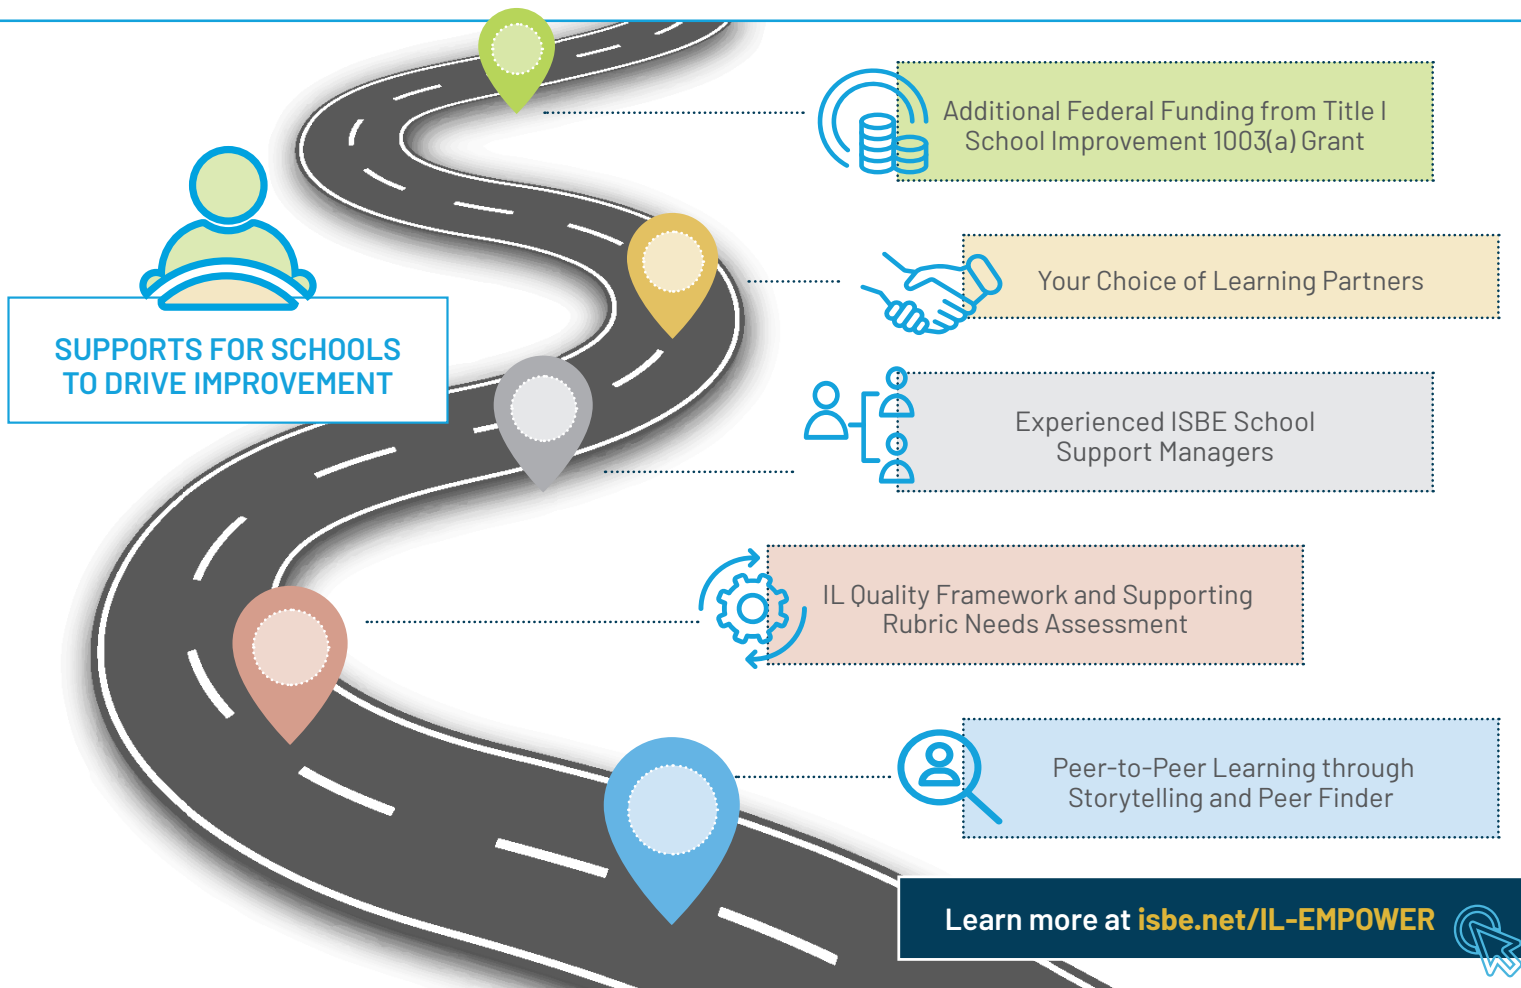 Additional Federal Funding from Title I
School Improvement 1003(a) Grant
Your Choice of Learning Partners
SUPPORTS FOR SCHOOLS
TO DRIVE IMPROVEMENT
Experienced ISBE School
Support Managers
IL Quality Framework and Supporting
Rubric Needs Assessment
Peer-to-Peer Learning through
Storytelling and Peer Finder
Learn more at isbe.net/IL-EMPOWER